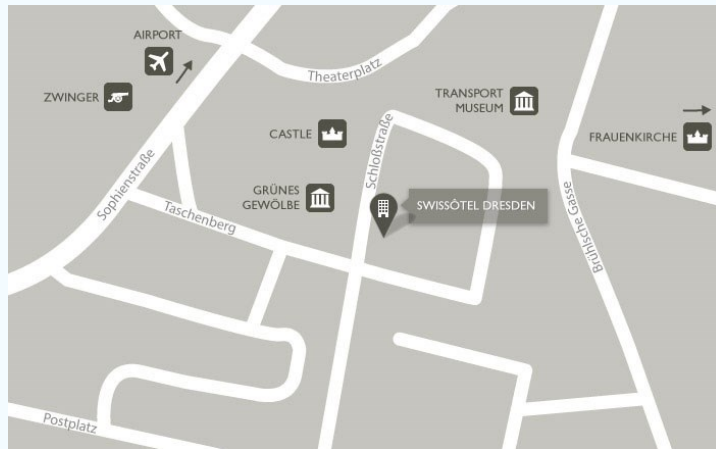 AIRPORT
ZWINGER
Theaterplatz
TRANSPORT
MUSEUM
CASTLE
Schloßstraße
FRAUENKIRCHE
GRÜNES
GEWÖLBE
Sophienstraße
Taschenberg
SWISSÔTEL DRESDEN
Brühlsche Gasse
Postplatz